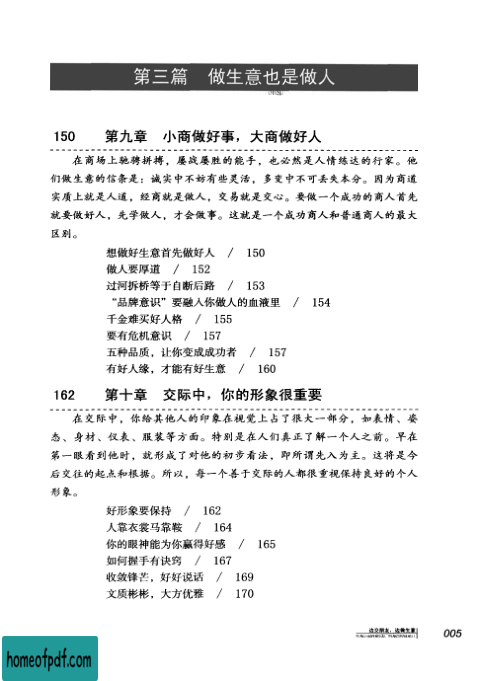 第三篇 做生意也是做人
150 第九章 小商做好事，大商做好人
在商场上驰骋拼搏，屡战屡胜的能手，也必然是人情练达的行家。他
们做生意的信条是：诚实中不妨有些灵活，多变中不可丢失本分。因为商道
实质上就是人道，经商就是做人，交易就是交心。要做一个成功的商人首先
就要做好人，先学做人，才会做事。这就是一个成功商人和普通商人的最大
区别。
想做好生意首先做好人 / 150
做人要厚道 / 152
过河拆桥等于自断后路 / 153
“品牌意识”要融入你做人的血液里 / 154
千金难买好人格 / 155
要有危机意识 / 157
五种品质，让你变成成功者 / 157
有好人缘，才能有好生意 / 160
162 第十章 交际中，你的形象很重要
在交际中，你给其他人的印象在视觉上占了很大一部分，如表情、姿
态、身材、仪表、服装等方面。特别是在人们真正了解一个人之前。早在
第一眼看到他时，就形成了对他的初步看法，即所谓先入为主。这将是今
后交往的起点和根据。所以，每一个善于交际的人都很重视保持良好的个人
形象。
好形象要保持 / 162
人靠衣裳马靠鞍 / 164
你的眼神能为你赢得好感 / 165
如何握手有诀窍 / 167
收敛锋芒，好好说话 / 169
文质彬彬，大方优雅 / 170
边交朋友，边做生意
005
homeofpdf.com